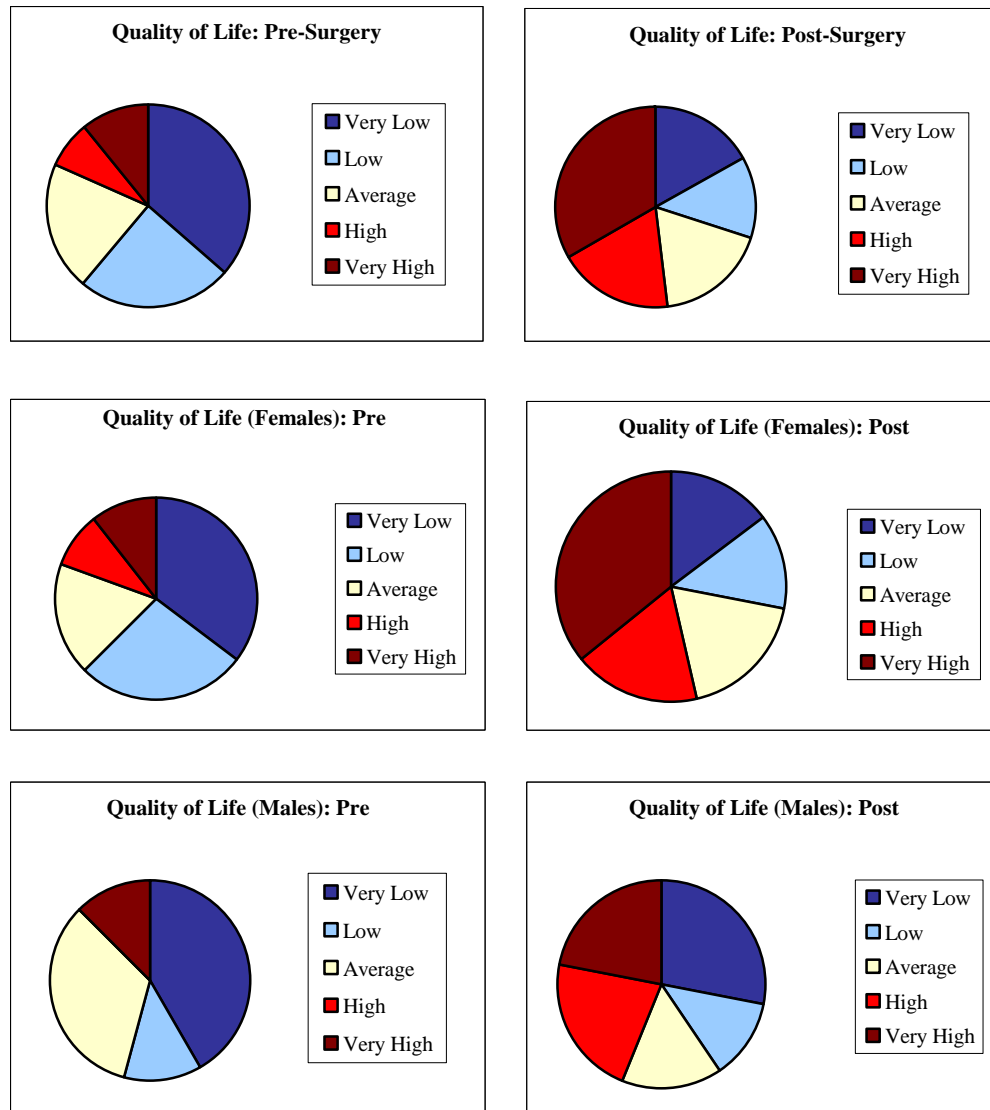 Quality of Life: Pre-Surgery
Very Low
Low
Average
High
Very High
Quality of Life: Post-Surgery
Very Low
Low
Average
High
Very High
Quality of Life (Females): Pre
Very Low
Low
Average
High
Very High
Quality of Life (Females): Post
Very Low
Low
Average
High
Very High
Quality of Life (Males): Pre
Very Low
Low
Average
High
Very High
Quality of Life (Males): Post
Very Low
Low
Average
High
Very High